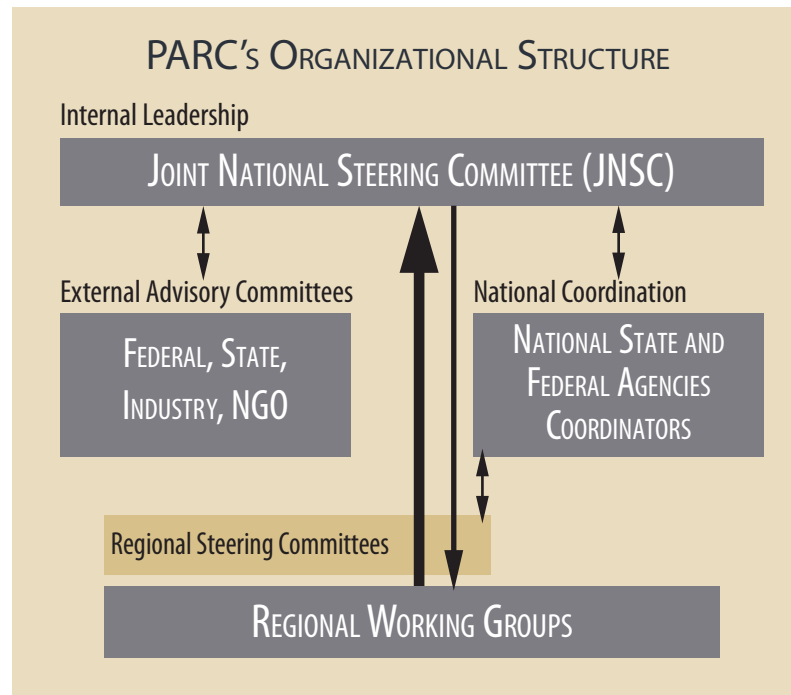 PARC's Organizational Structure
Internal Leadership
Joint National Steering Committee (JNSC)
External Advisory Committees
Federal, State,
Industry, NGO
National Coordination
National State and
Federal Agencies
Coordinators
Regional Steering Committees
Regional Working Groups